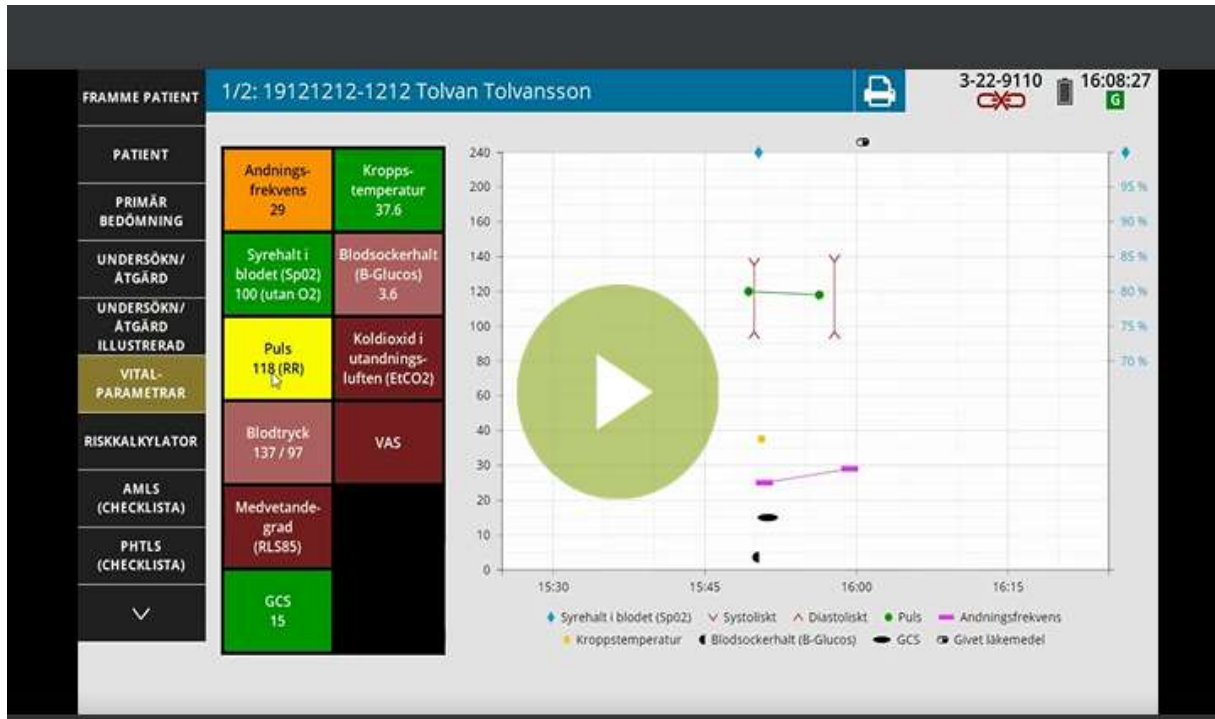 FRAMME PATIENT
1/2: 19121212-1212 Tolvan Tolvansson
3-22-9110
16:08:27
G
PATIENT
PRIMÄR
BEDÖMNING
UNDERSÖKN/
ÅTGÄRD
UNDERSÖKN/
ÅTGÄRD
ILLUSTRERAD
VITAL-
PARAMETRAR
RISKKALKYLATOR
AMLS
(CHECKLISTA)
PHTLS
(CHECKLISTA)
Andnings-
frekvens
29
Kropps-
temperatur
37.6
Syrehalt i
blodet (Sp02)
100 (utan O2)
Blodsockerhalt
(B-Glucos)
3.6
Puls
118 (RR)
Koldioxid i
utandnings-
luften (EtCO2)
Blodtryck
137 / 97
VAS
Medvetande-
grad
(RLS85)
GCS
15
240
200
160
140
120
100
80
60
40
30
20
10
0
95 %
90 %
85 %
80 %
75 %
70 %
15:30
15:45
16:00
16:15
Syrehalt i blodet (Sp02) Systoliskt Diastoliskt Puls Andningsfrekvens
Kroppstemperatur Blodsockerhalt (B-Glucos) GCS Givet läkemedel